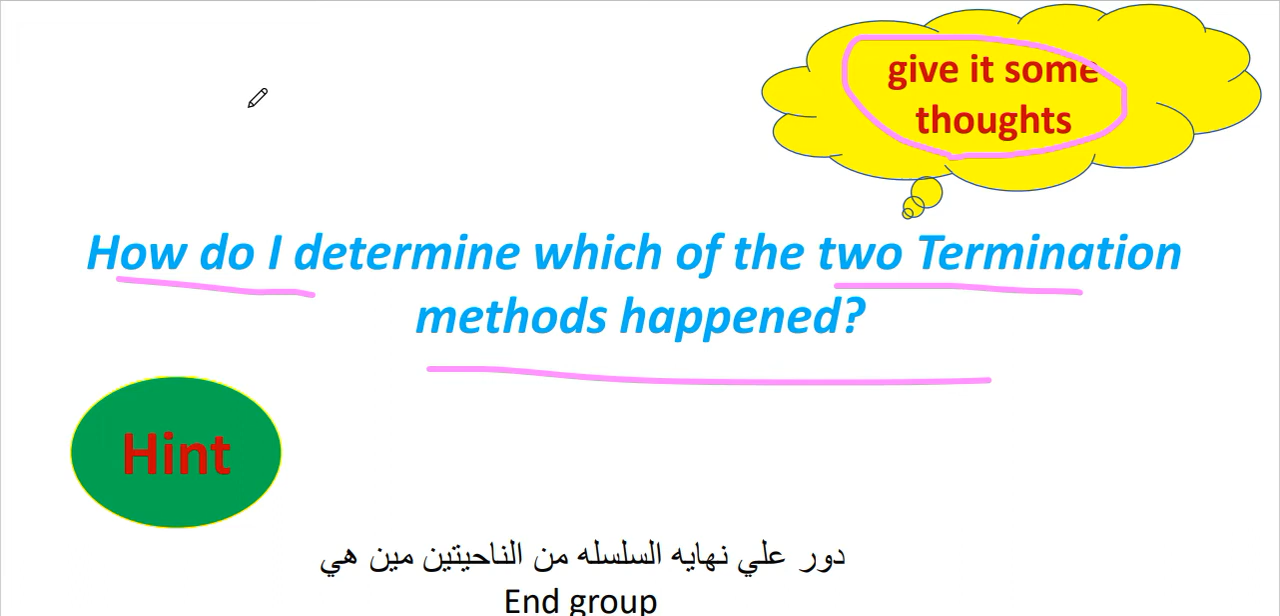 give it some
thoughts
How do I determine which of the two Termination
methods happened?
Hint
دور علي نهايه السلسله من الناحيتين مين هي
End group